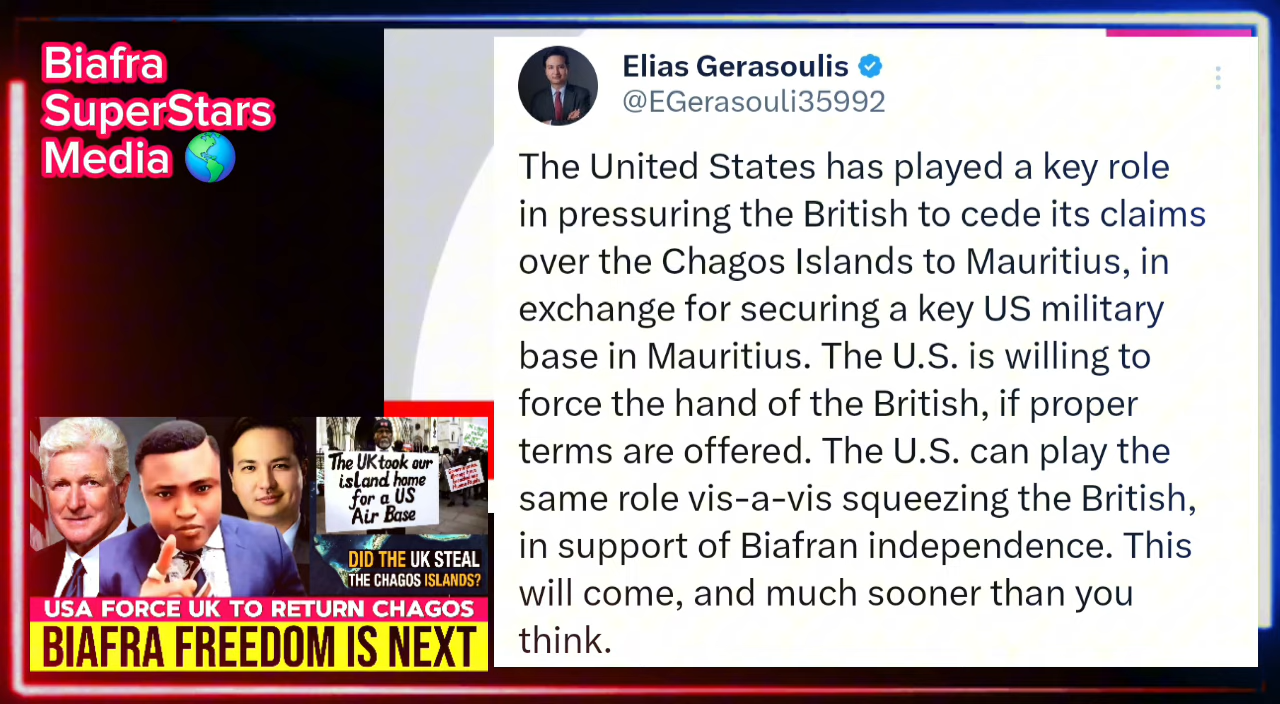 Biafra
SuperStars
Media
Elias Gerasoulis
@EGerasouli35992
The United States has played a key role
in pressuring the British to cede its claims
over the Chagos Islands to Mauritius, in
exchange for securing a key US military
base in Mauritius. The U.S. is willing to
force the hand of the British, if proper
terms are offered. The U.S. can play the
same role vis-a-vis squeezing the British,
in support of Biafran independence. This
will come, and much sooner than you
think.
The UK took our
island home
for a US
Air Base
DID THE UK STEAL
THE CHAGOS ISLANDS?
USA FORCE UK TO RETURN CHAGOS
BIAFRA FREEDOM IS NEXT